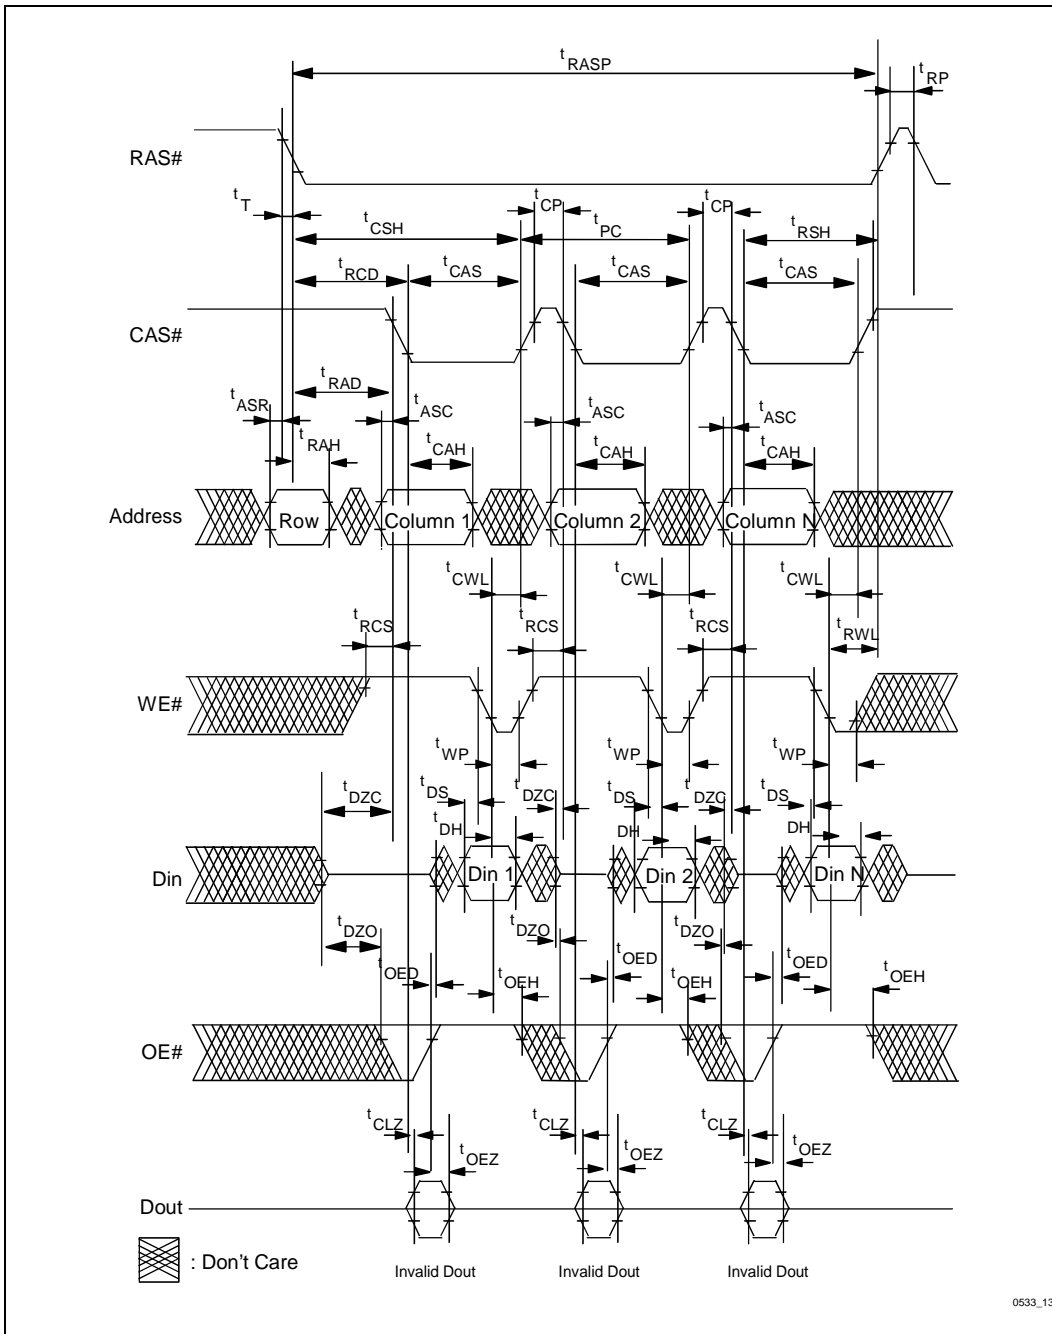 tRASP
tRP
RAS#
tT
tCP
tCP
tCSH
tPC
tRSH
tRCD
tCAS
tCAS
tCAS
CAS#
tRAD
tASR
tASC
tASC
tASC
tRAH
tCAH
tCAH
tCAH
Address
Row
Column 1
Column 2
Column N
tCWL
tCWL
tCWL
tRCS
tRCS
tRCS
tRWL
WE#
tWP
tWP
tWP
tDZC
tDS
tDZC
tDS
tDZC
tDS
tDH
DH
DH
Din
Din 1
Din 2
Din N
tDZO
tDZO
tDZO
tOED
tOED
tOED
tOEH
tOEH
tOEH
OE#
tCLZ
tCLZ
tCLZ
tOEZ
tOEZ
tOEZ
Dout
: Don't Care
Invalid Dout
Invalid Dout
Invalid Dout
0533_13